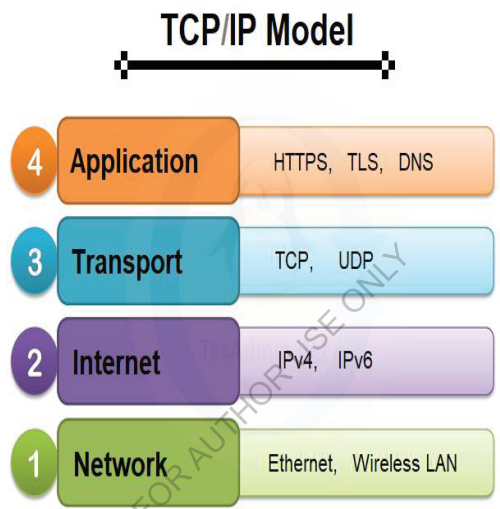 TCP/IP Model
4 Application HTTPS, TLS, DNS
3 Transport TCP, UDP
2 Internet IPv4, IPv6
1 Network Ethernet, Wireless LAN
FOR AUTHOR USE ONLY